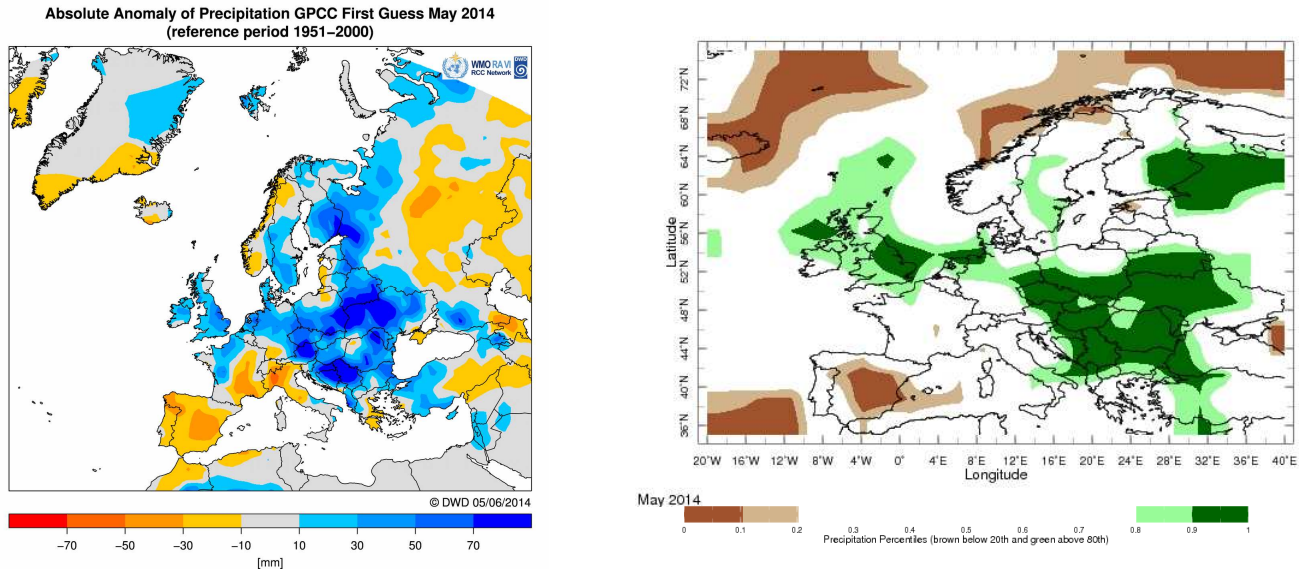 Absolute Anomaly of Precipitation GPCC First Guess May 2014
(reference period 1951−2000)
WMO RA VI
RCC Network
DWD
© DWD 05/06/2014
−70 −50 −30 −10 10 30 50 70
[mm]
Latitude
72°N
68°N
64°N
60°N
56°N
52°N
48°N
44°N
40°N
36°N
20°W 16°W 12°W 8°W 4°W 0° 4°E 8°E 12°E 16°E 20°E 24°E 28°E 32°E 36°E 40°E
Longitude
May 2014
0 0.1 0.2 0.3 0.4 0.5 0.6 0.7 0.8 0.9 1
Precipitation Percentiles (brown below 20th and green above 80th)